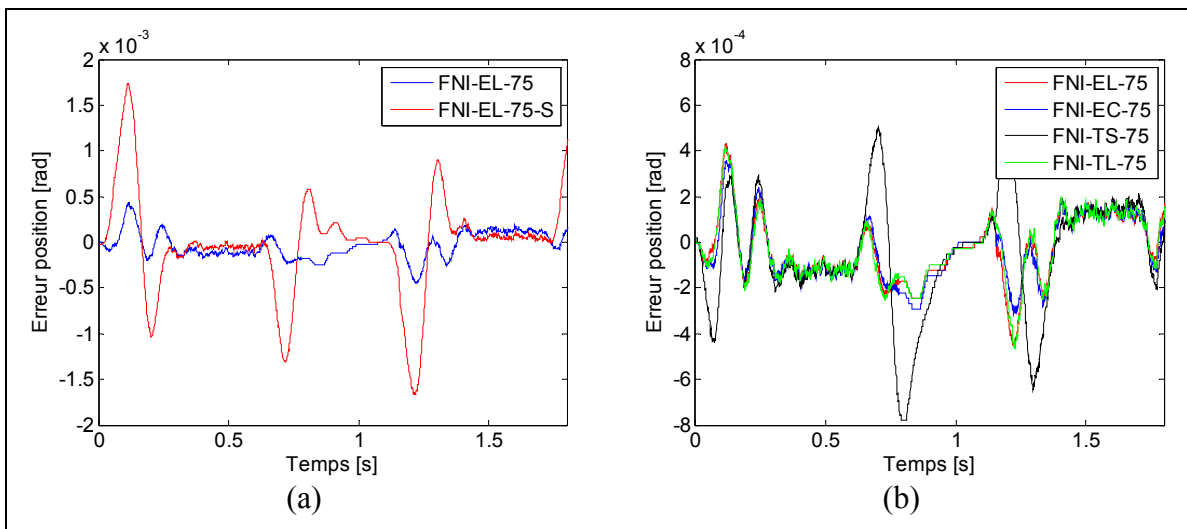 x 10-3
2
1.5
1
0.5
0
-0.5
-1
-1.5
-2
Erreur position [rad]
0
0.5
1
1.5
Temps [s]
FNI-EL-75
FNI-EL-75-S
(a)
x 10-4
8
6
4
2
0
-2
-4
-6
-8
Erreur position [rad]
0
0.5
1
1.5
Temps [s]
FNI-EL-75
FNI-EC-75
FNI-TS-75
FNI-TL-75
(b)